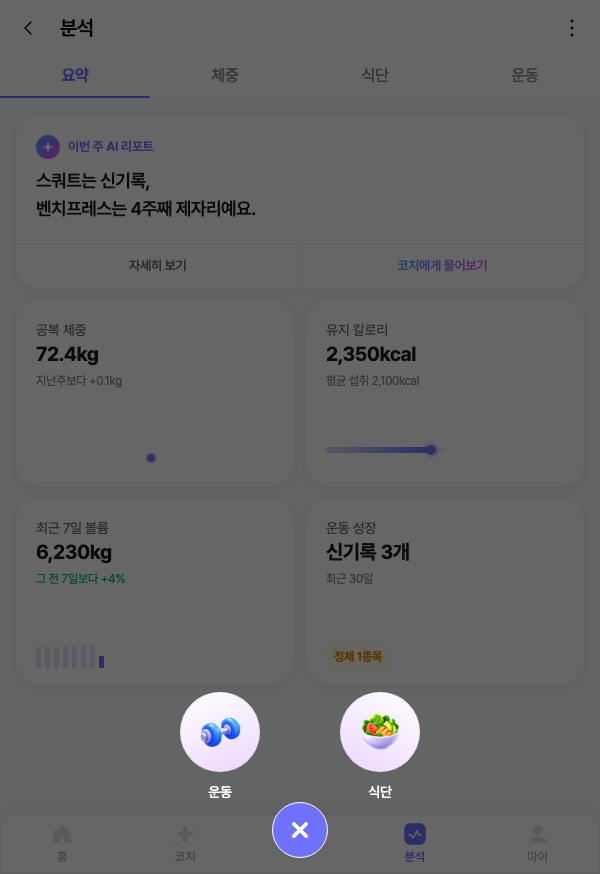 분석
요약
체중
식단
운동
이번 주 AI 리포트
스쿼트는 신기록,
벤치프레스는 4주째 제자리예요.
자세히 보기
코치에게 물어보기
공복 체중
72.4kg
지난주보다 +0.1kg
유지 칼로리
2,350kcal
평균 섭취 2,100kcal
최근 7일 볼륨
6,230kg
그 전 7일보다 +4%
운동 성장
신기록 3개
최근 30일
정체 1종목
운동
식단
홈
코치
분석
마이